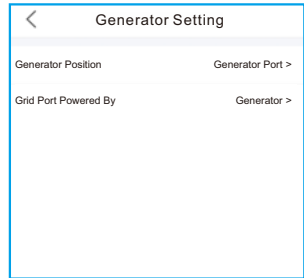 Generator Setting
Generator Position Generator Port >
Grid Port Powered By Generator >